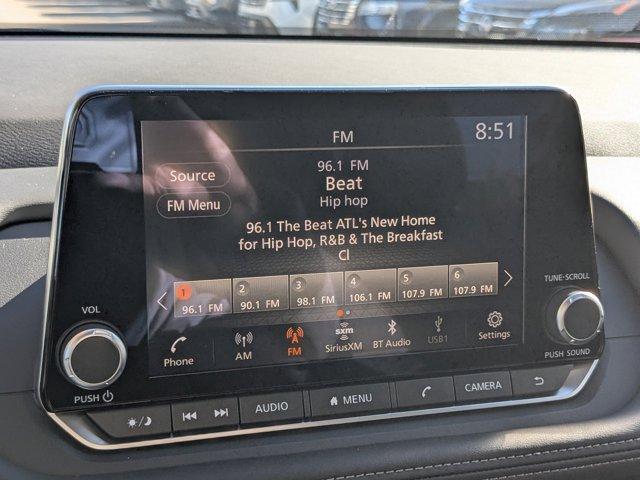 FM
8:51
Source
FM Menu
96.1 FM
Beat
Hip hop
96.1 The Beat ATL's New Home
for Hip Hop, R&B & The Breakfast
Cl
1
2
3
4
5
6
96.1 FM
90.1 FM
98.1 FM
106.1 FM
107.9 FM
107.9 FM
Phone
AM
FM
sxm
SiriusXM
BT Audio
USB1
Settings
VOL
PUSH
TUNE·SCROLL
PUSH SOUND
AUDIO
MENU
CAMERA